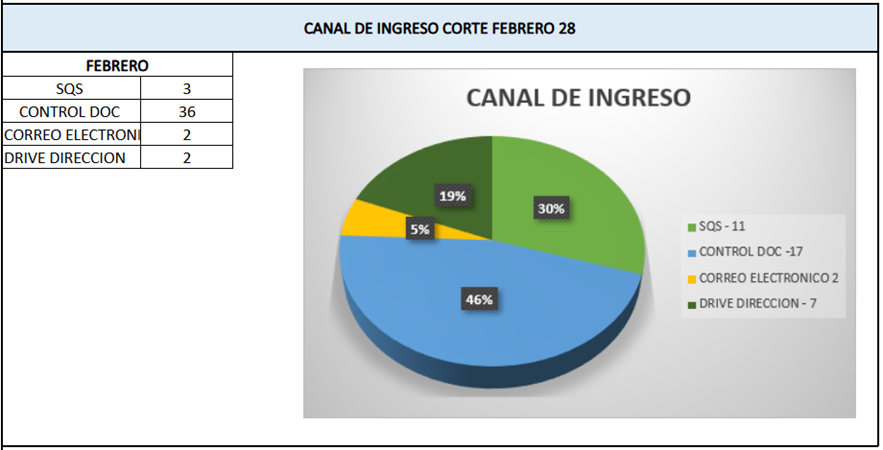 CANAL DE INGRESO CORTE FEBRERO 28
FEBRERO
SQS 3
CONTROL DOC 36
CORREO ELECTRONI 2
DRIVE DIRECCION 2
CANAL DE INGRESO
19%
30%
5%
46%
SQS - 11
CONTROL DOC -17
CORREO ELECTRONICO 2
DRIVE DIRECCION - 7